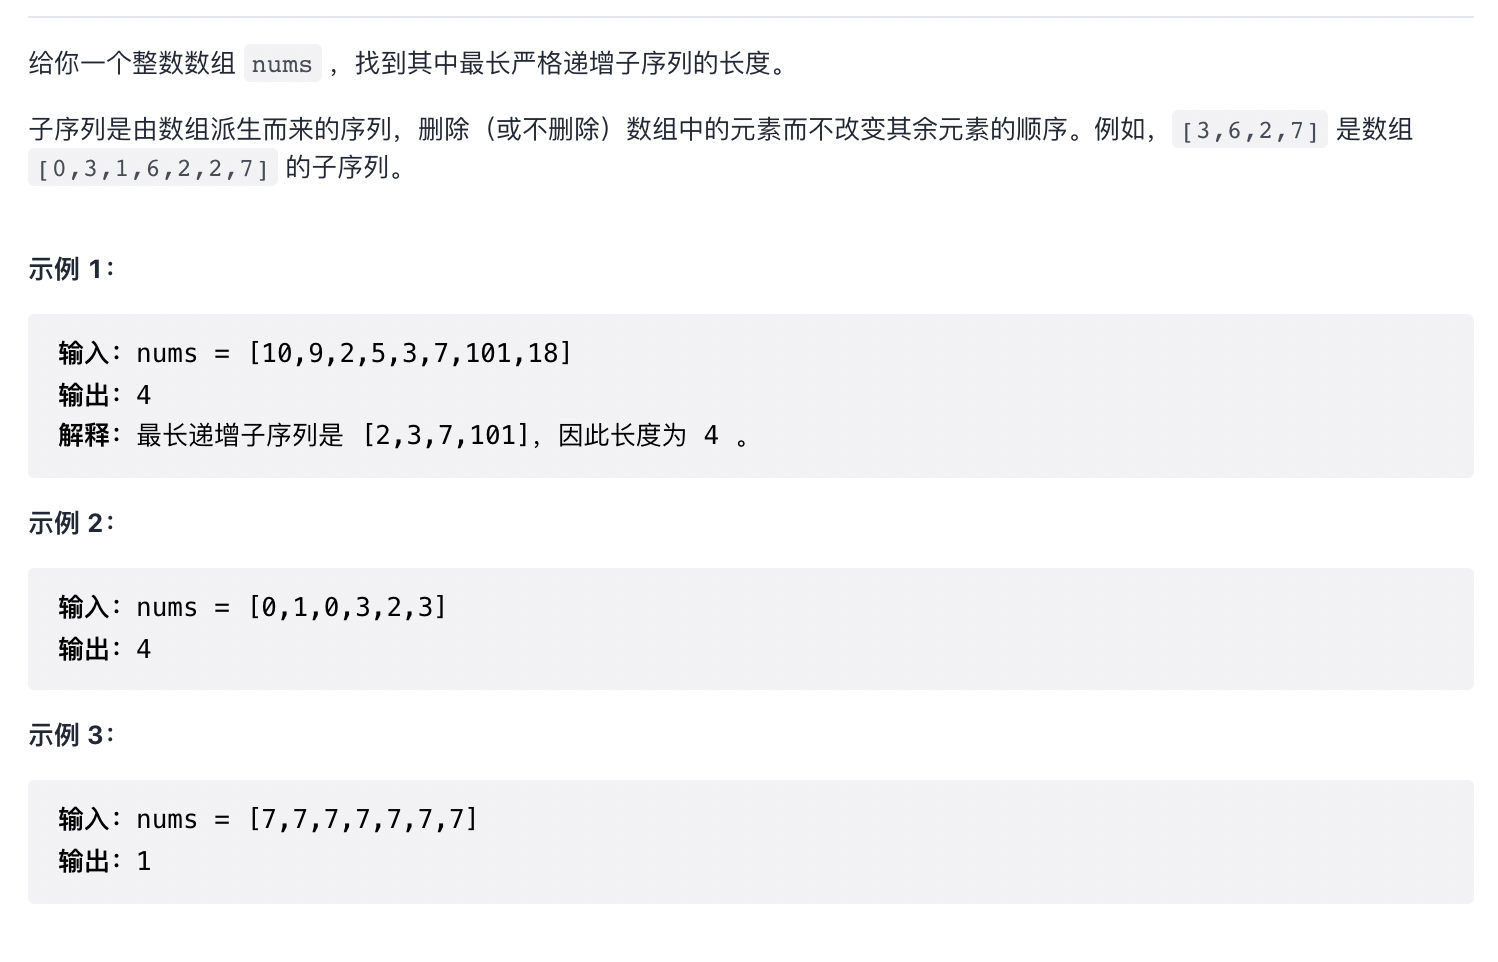 给你一个整数数组 nums ，找到其中最长严格递增子序列的长度。
子序列是由数组派生而来的序列，删除（或不删除）数组中的元素而不改变其余元素的顺序。例如，[3,6,2,7] 是数组
[0,3,1,6,2,2,7] 的子序列。
示例 1：
输入：nums = [10,9,2,5,3,7,101,18]
输出：4
解释：最长递增子序列是 [2,3,7,101]，因此长度为 4 。
示例 2：
输入：nums = [0,1,0,3,2,3]
输出：4
示例 3：
输入：nums = [7,7,7,7,7,7,7]
输出：1